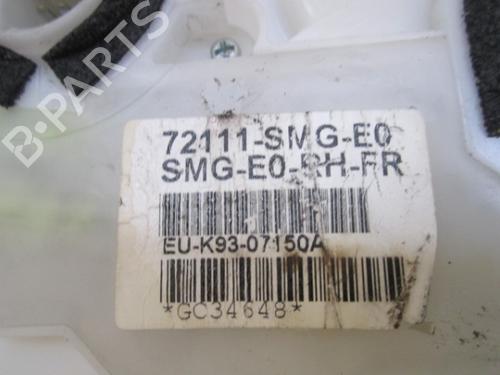 B-PARTS
72111-SMG-E0
SMG-E0-RH-FR
EU-K93-07150A
*GC34648*